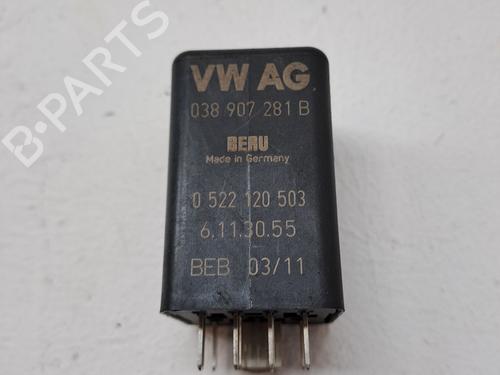 B-PARTS
VW AG
038 907 281 B
BERU
Made in Germany
0 522 120 503
6.11.30.55
BEB 03/11